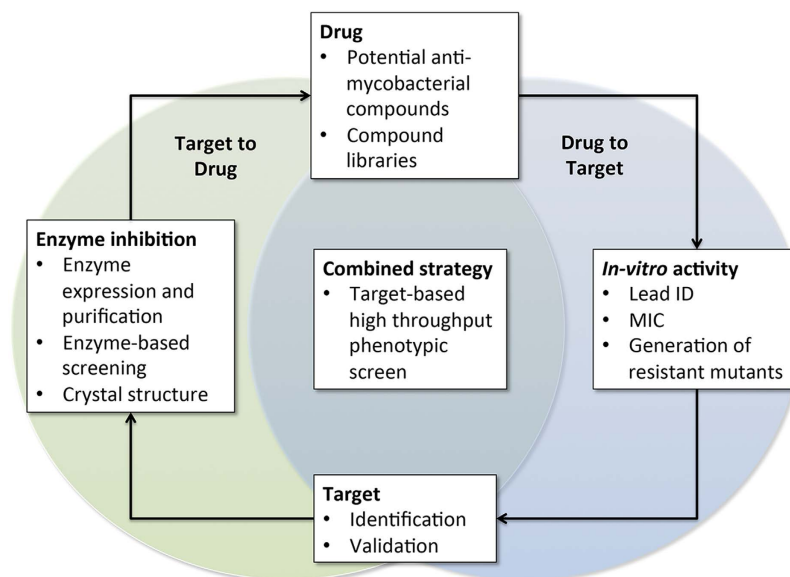 Drug
• Potential anti-
mycobacterial
compounds
• Compound
libraries
Target to
Drug
Drug to
Target
Enzyme inhibition
• Enzyme
expression and
purification
• Enzyme-based
screening
• Crystal structure
Combined strategy
• Target-based
high throughput
phenotypic
screen
In-vitro activity
• Lead ID
• MIC
• Generation of
resistant mutants
Target
• Identification
• Validation